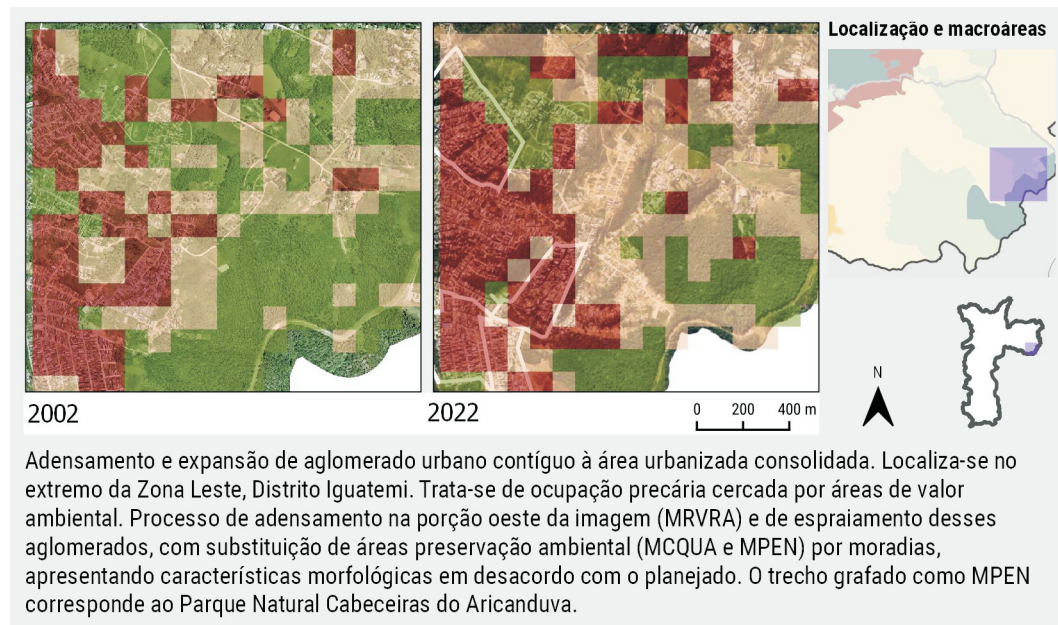 Localização e macroáreas
2002
2022
0 200 400 m
N
Adensamento e expansão de aglomerado urbano contíguo à área urbanizada consolidada. Localiza-se no
extremo da Zona Leste, Distrito Iguatemi. Trata-se de ocupação precária cercada por áreas de valor
ambiental. Processo de adensamento na porção oeste da imagem (MRVRA) e de espraiamento desses
aglomerados, com substituição de áreas preservação ambiental (MCQUA e MPEN) por moradias,
apresentando características morfológicas em desacordo com o planejado. O trecho grafado como MPEN
corresponde ao Parque Natural Cabeceiras do Aricanduva.